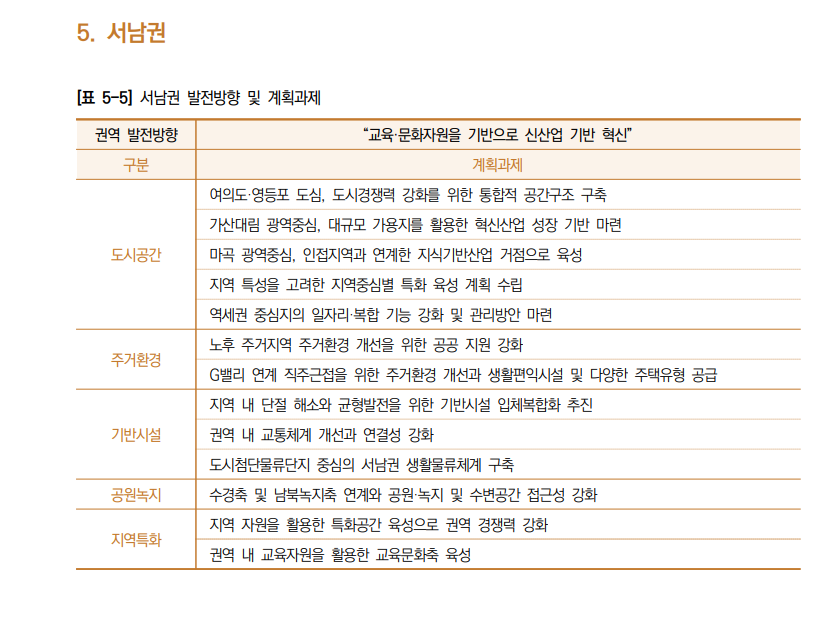 5. 서남권
[표 5-5] 서남권 발전방향 및 계획과제
권역 발전방향 “교육·문화자원을 기반으로 신산업 기반 혁신”
구분 계획과제
도시공간
여의도·영등포 도심, 도시경쟁력 강화를 위한 통합적 공간구조 구축
가산대림 광역중심, 대규모 가용지를 활용한 혁신산업 성장 기반 마련
마곡 광역중심, 인접지역과 연계한 지식기반산업 거점으로 육성
지역 특성을 고려한 지역중심별 특화 육성 계획 수립
역세권 중심지의 일자리·복합 기능 강화 및 관리방안 마련
주거환경
노후 주거지역 주거환경 개선을 위한 공공 지원 강화
G밸리 연계 직주근접을 위한 주거환경 개선과 생활편익시설 및 다양한 주택유형 공급
기반시설
지역 내 단절 해소와 균형발전을 위한 기반시설 입체복합화 추진
권역 내 교통체계 개선과 연결성 강화
도시첨단물류단지 중심의 서남권 생활물류체계 구축
공원녹지
수경축 및 남북녹지축 연계와 공원·녹지 및 수변공간 접근성 강화
지역특화
지역 자원을 활용한 특화공간 육성으로 권역 경쟁력 강화
권역 내 교육자원을 활용한 교육문화축 육성